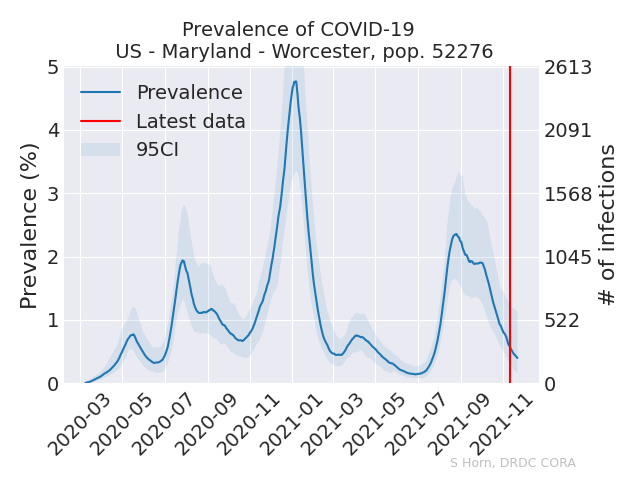 Prevalence of COVID-19
US - Maryland - Worcester, pop. 52276
Prevalence (%)
5
4
3
2
1
0
Prevalence
Latest data
95CI
2613
2091
1568
1045
522
0
# of infections
2020-03
2020-05
2020-07
2020-09
2020-11
2021-01
2021-03
2021-05
2021-07
2021-09
2021-11
S Horn, DRDC CORA